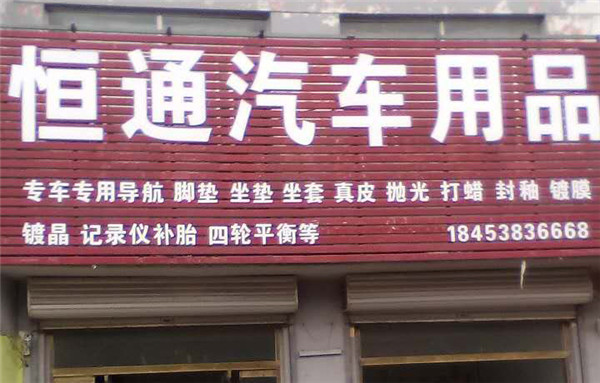 恒通汽车用品
专车专用导航 脚垫 坐垫 坐套 真皮 抛光 打蜡 封釉 镀膜
镀晶 记录仪补胎 四轮平衡等 18453836668